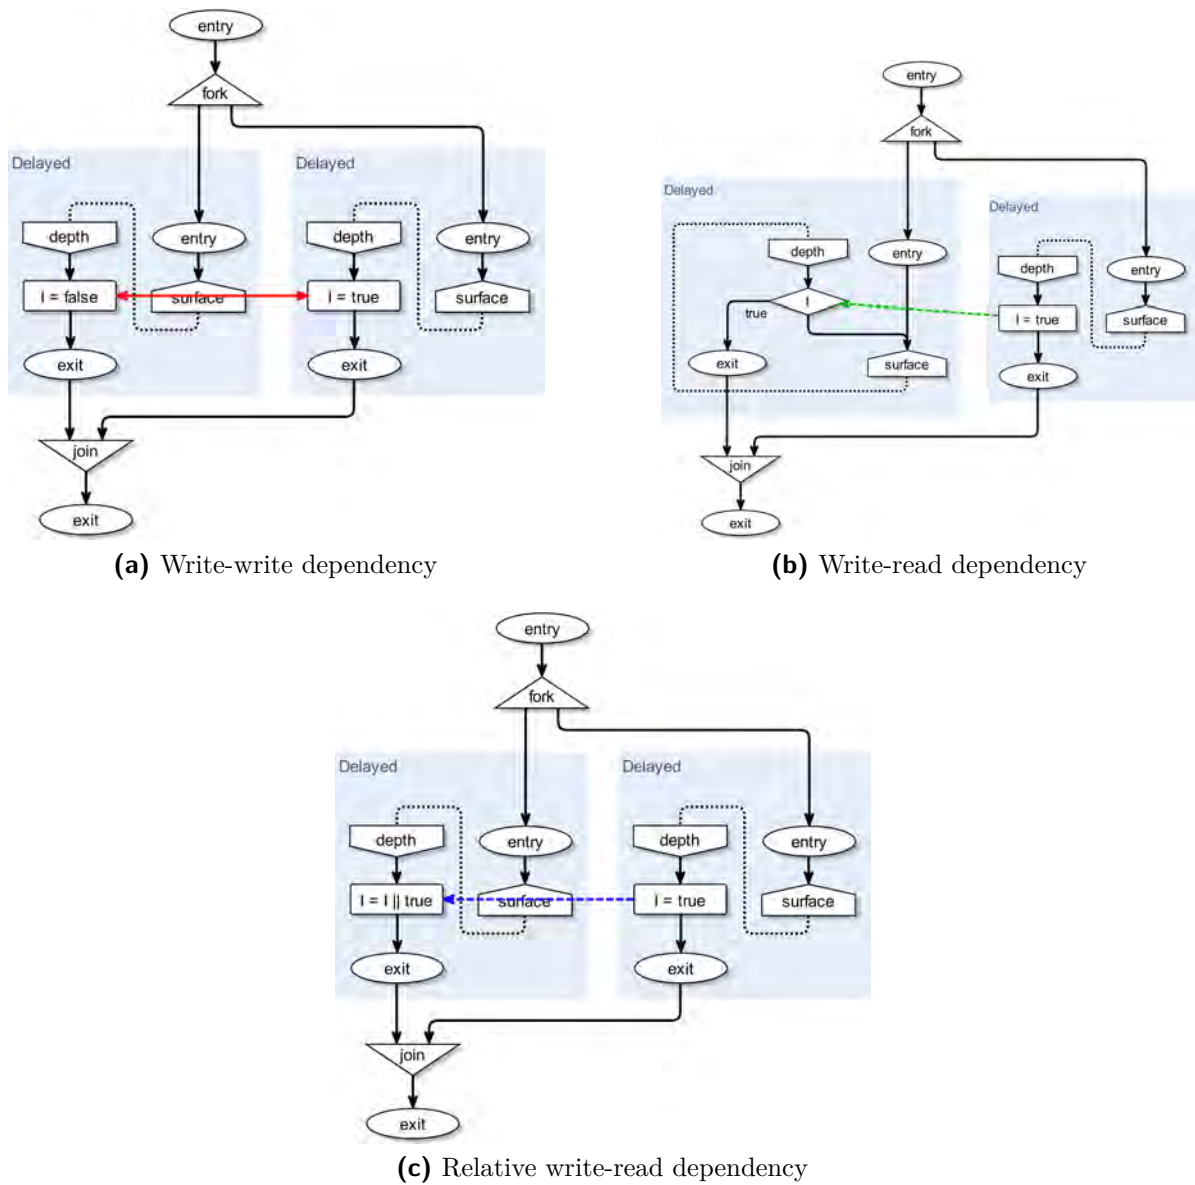 entry
fork
Delayed
Delayed
depth
entry
depth
entry
I = false
surface
I = true
surface
exit
exit
join
exit
(a) Write-write dependency
entry
fork
Delayed
Delayed
depth
entry
depth
entry
I
true
I = true
surface
exit
surface
exit
join
exit
(b) Write-read dependency
entry
fork
Delayed
Delayed
depth
entry
depth
entry
I = I || true
surface
I = true
surface
exit
exit
join
exit
(c) Relative write-read dependency